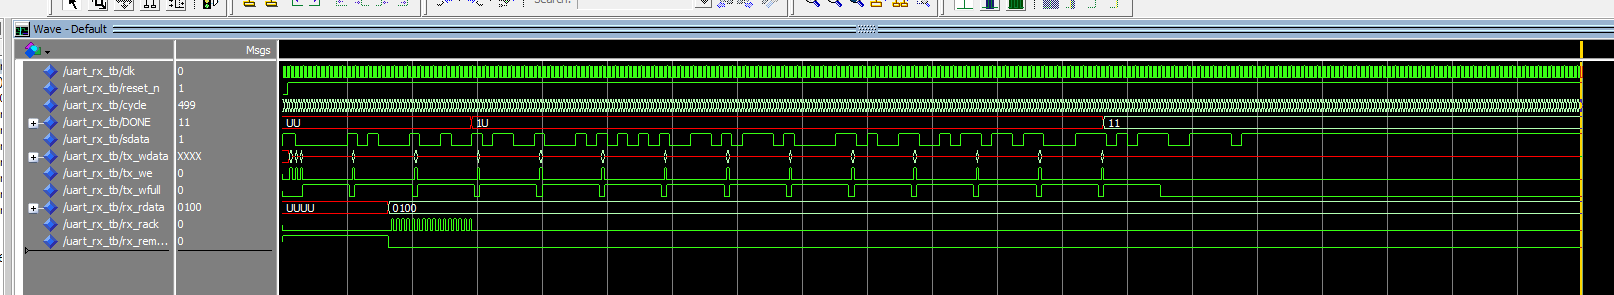 Search:
Wave - Default
Msgs
/uart_rx_tb/clk 0
/uart_rx_tb/reset_n 1
/uart_rx_tb/cycle 499
/uart_rx_tb/DONE 11 UU 1U 11
/uart_rx_tb/sdata 1
/uart_rx_tb/tx_wdata XXXX
/uart_rx_tb/tx_we 0
/uart_rx_tb/tx_wfull 0
/uart_rx_tb/rx_rdata 0100 UUUU 0100
/uart_rx_tb/rx_rack 0
/uart_rx_tb/rx_rem... 0